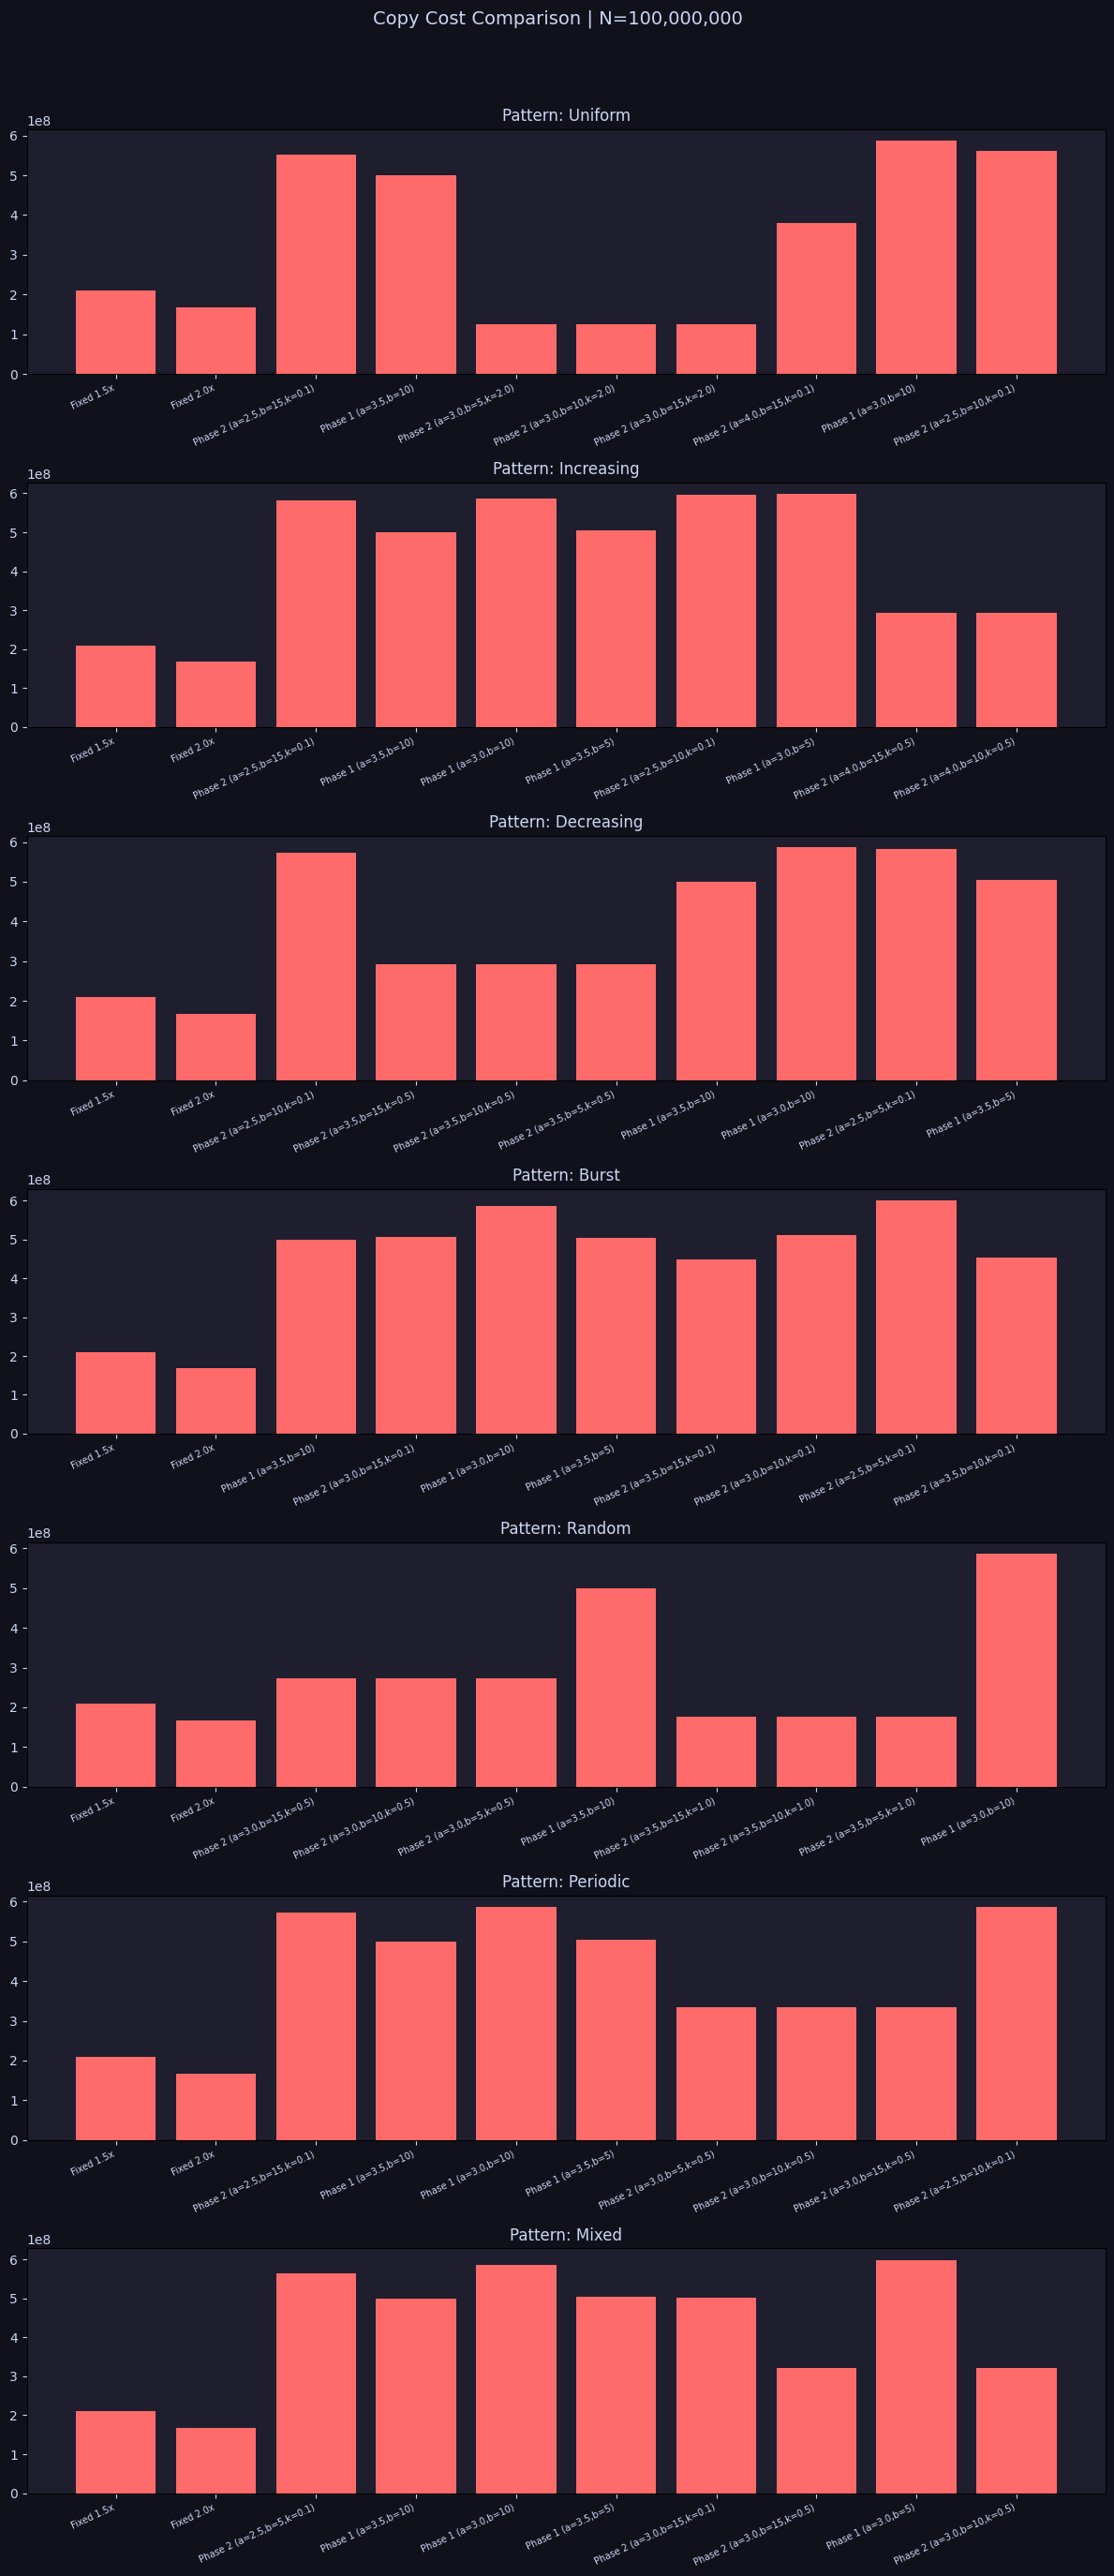 Copy Cost Comparison | N=100,000,000
Pattern: Uniform
1e8
6
5
4
3
2
1
0
Fixed 1.5x
Fixed 2.0x
Phase 2 (a=2.5,b=15,k=0.1)
Phase 1 (a=3.5,b=10)
Phase 2 (a=3.0,b=5,k=2.0)
Phase 2 (a=3.0,b=10,k=2.0)
Phase 2 (a=3.0,b=15,k=2.0)
Phase 2 (a=4.0,b=15,k=0.1)
Phase 1 (a=3.0,b=10)
Phase 2 (a=2.5,b=10,k=0.1)
Pattern: Increasing
1e8
6
5
4
3
2
1
0
Fixed 1.5x
Fixed 2.0x
Phase 2 (a=2.5,b=15,k=0.1)
Phase 1 (a=3.5,b=10)
Phase 1 (a=3.0,b=10)
Phase 1 (a=3.5,b=5)
Phase 2 (a=2.5,b=10,k=0.1)
Phase 1 (a=3.0,b=5)
Phase 2 (a=4.0,b=15,k=0.5)
Phase 2 (a=4.0,b=10,k=0.5)
Pattern: Decreasing
1e8
6
5
4
3
2
1
0
Fixed 1.5x
Fixed 2.0x
Phase 2 (a=2.5,b=10,k=0.1)
Phase 2 (a=3.5,b=15,k=0.5)
Phase 2 (a=3.5,b=10,k=0.5)
Phase 2 (a=3.5,b=5,k=0.5)
Phase 1 (a=3.5,b=10)
Phase 1 (a=3.0,b=10)
Phase 2 (a=2.5,b=5,k=0.1)
Phase 1 (a=3.5,b=5)
Pattern: Burst
1e8
6
5
4
3
2
1
0
Fixed 1.5x
Fixed 2.0x
Phase 1 (a=3.5,b=10)
Phase 2 (a=3.0,b=15,k=0.1)
Phase 1 (a=3.0,b=10)
Phase 1 (a=3.5,b=5)
Phase 2 (a=3.5,b=15,k=0.1)
Phase 2 (a=3.0,b=10,k=0.1)
Phase 2 (a=2.5,b=5,k=0.1)
Phase 2 (a=3.5,b=10,k=0.1)
Pattern: Random
1e8
6
5
4
3
2
1
0
Fixed 1.5x
Fixed 2.0x
Phase 2 (a=3.0,b=15,k=0.5)
Phase 2 (a=3.0,b=10,k=0.5)
Phase 2 (a=3.0,b=5,k=0.5)
Phase 1 (a=3.5,b=10)
Phase 2 (a=3.5,b=15,k=1.0)
Phase 2 (a=3.5,b=10,k=1.0)
Phase 2 (a=3.5,b=5,k=1.0)
Phase 1 (a=3.0,b=10)
Pattern: Periodic
1e8
6
5
4
3
2
1
0
Fixed 1.5x
Fixed 2.0x
Phase 2 (a=2.5,b=15,k=0.1)
Phase 1 (a=3.5,b=10)
Phase 1 (a=3.0,b=10)
Phase 1 (a=3.5,b=5)
Phase 2 (a=3.0,b=5,k=0.5)
Phase 2 (a=3.0,b=10,k=0.5)
Phase 2 (a=3.0,b=15,k=0.5)
Phase 2 (a=2.5,b=10,k=0.1)
Pattern: Mixed
1e8
6
5
4
3
2
1
0
Fixed 1.5x
Fixed 2.0x
Phase 2 (a=2.5,b=5,k=0.1)
Phase 1 (a=3.5,b=10)
Phase 1 (a=3.0,b=10)
Phase 1 (a=3.5,b=5)
Phase 2 (a=3.0,b=15,k=0.1)
Phase 2 (a=3.0,b=15,k=0.5)
Phase 1 (a=3.0,b=5)
Phase 2 (a=3.0,b=10,k=0.5)